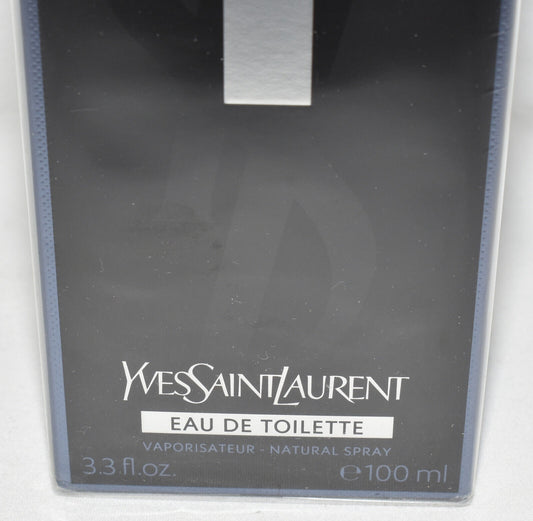 YVESSAINTLAURENT
EAU DE TOILETTE
VAPORISATEUR - NATURAL SPRAY
3.3 fl.oz. ℮100 ml